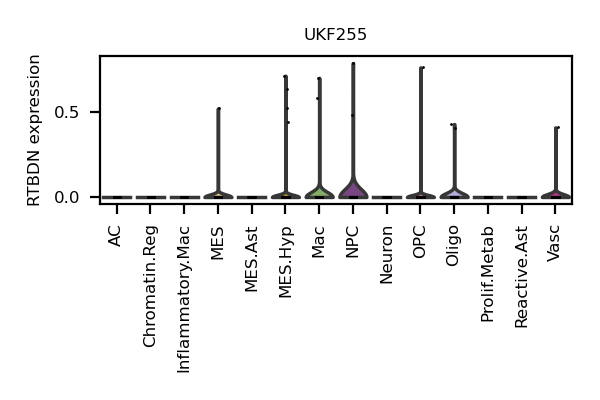 UKF255
RTBDN expression
0.5
0.0
AC
Chromatin.Reg
Inflammatory.Mac
MES
MES.Ast
MES.Hyp
Mac
NPC
Neuron
OPC
Oligo
Prolif.Metab
Reactive.Ast
Vasc